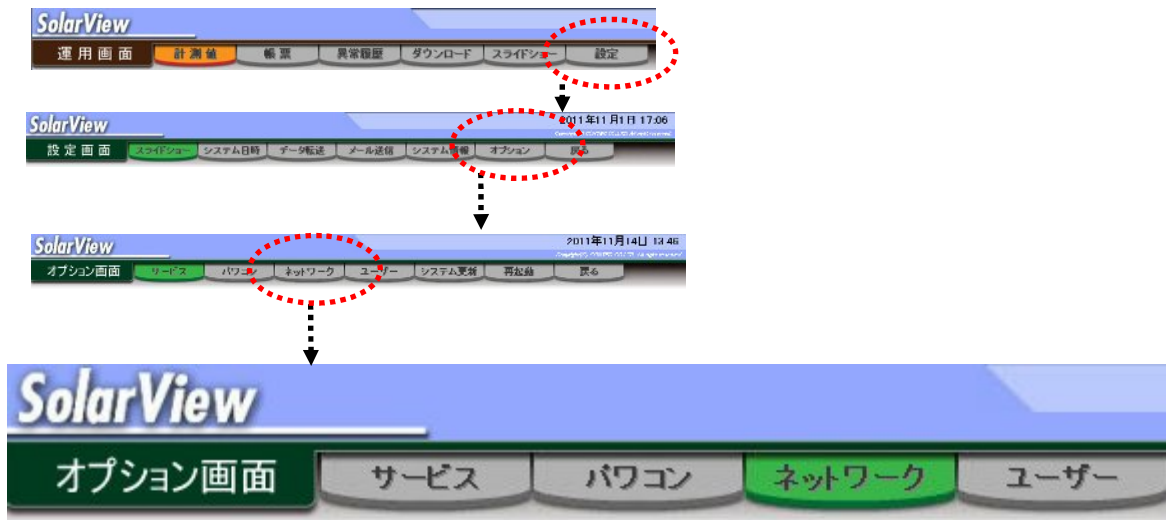 SolarView
運用画面 計測値 帳票 異常履歴 ダウンロード スライドショー 設定
SolarView 2011年11月1日 17:06
設定画面 スライドショー システム日時 データ転送 メール送信 システム情報 オプション 戻る
SolarView 2011年11月14日 13:46
オプション画面 サービス パワコン ネットワーク ユーザー システム更新 再起動 戻る
SolarView
オプション画面 サービス パワコン ネットワーク ユーザー